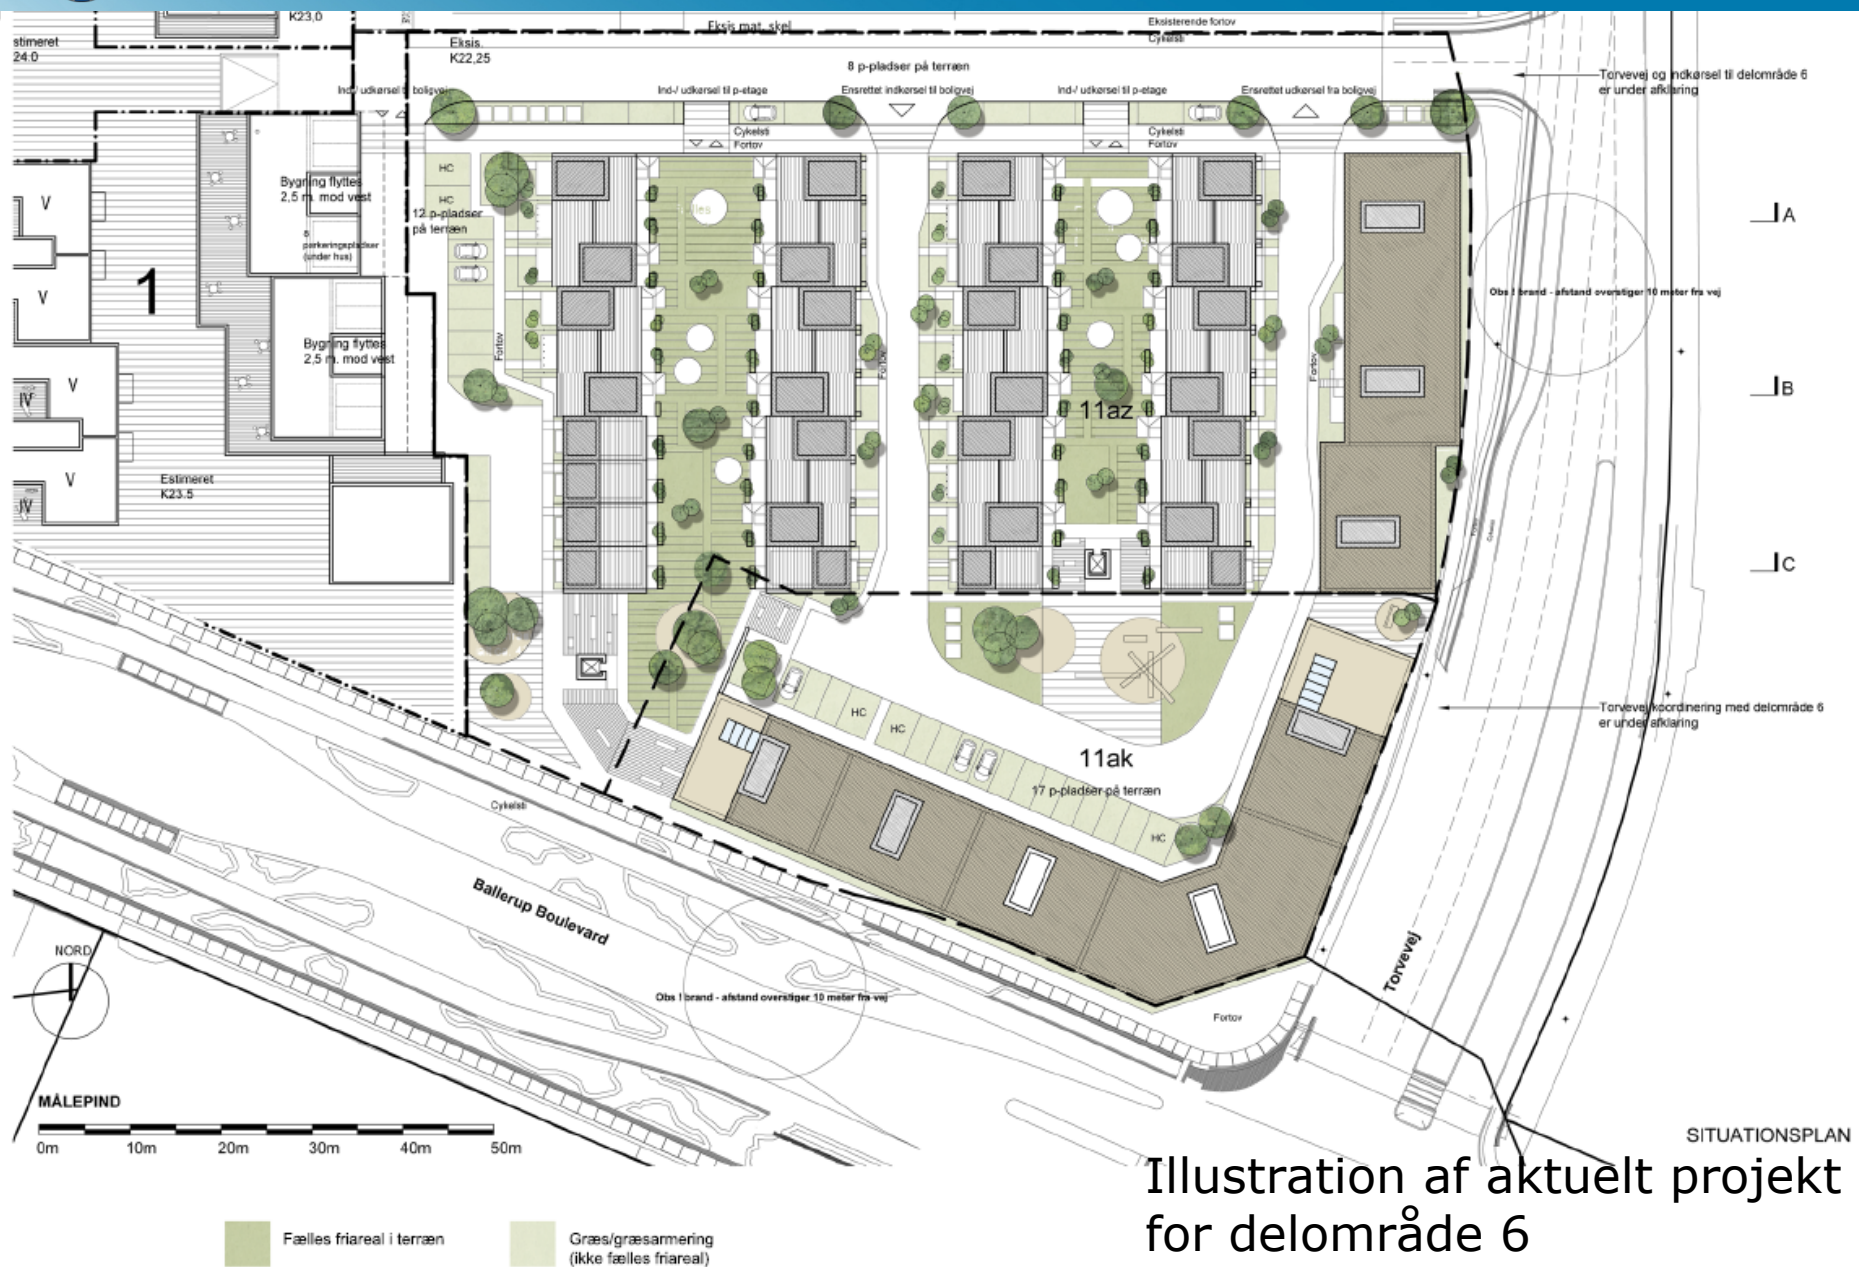 K23,0
stimeret
24.0
Eksis.
K22,25
Eksis mat. skel
Eksisterende fortov
Cykelsti
8 p-pladser på terræn
Torvevej og indkørsel til delområde 6
er under afklaring
Ind-/ udkørsel til boligvej
Ind-/ udkørsel til p-etage
Ensrettet indkørsel til boligvej
Ind-/ udkørsel til p-etage
Ensrettet udkørsel fra boligvej
Cykelsti
Fortov
Cykelsti
Fortov
HC
HC
12 p-pladser
på terræn
Bygning flyttes
2,5 m. mod vest
8
parkeringspladser
(under hus)
V
V
V
V
IV
IV
1
Bygning flyttes
2,5 m. mod vest
Fortov
Fortov
Fortov
11az
A
B
C
Obs ! brand - afstand overstiger 10 meter fra vej
Estimeret
K23.5
Torvevej koordinering med delområde 6
er under afklaring
HC
HC
11ak
17 p-pladser på terræn
HC
Cykelsti
Ballerup Boulevard
Torvevej
Obs ! brand - afstand overstiger 10 meter fra vej
Fortov
NORD
MÅLEPIND
0m 10m 20m 30m 40m 50m
SITUATIONSPLAN
Illustration af aktuelt projekt
for delområde 6
Fælles friareal i terræn
Græs/græsarmering
(ikke fælles friareal)